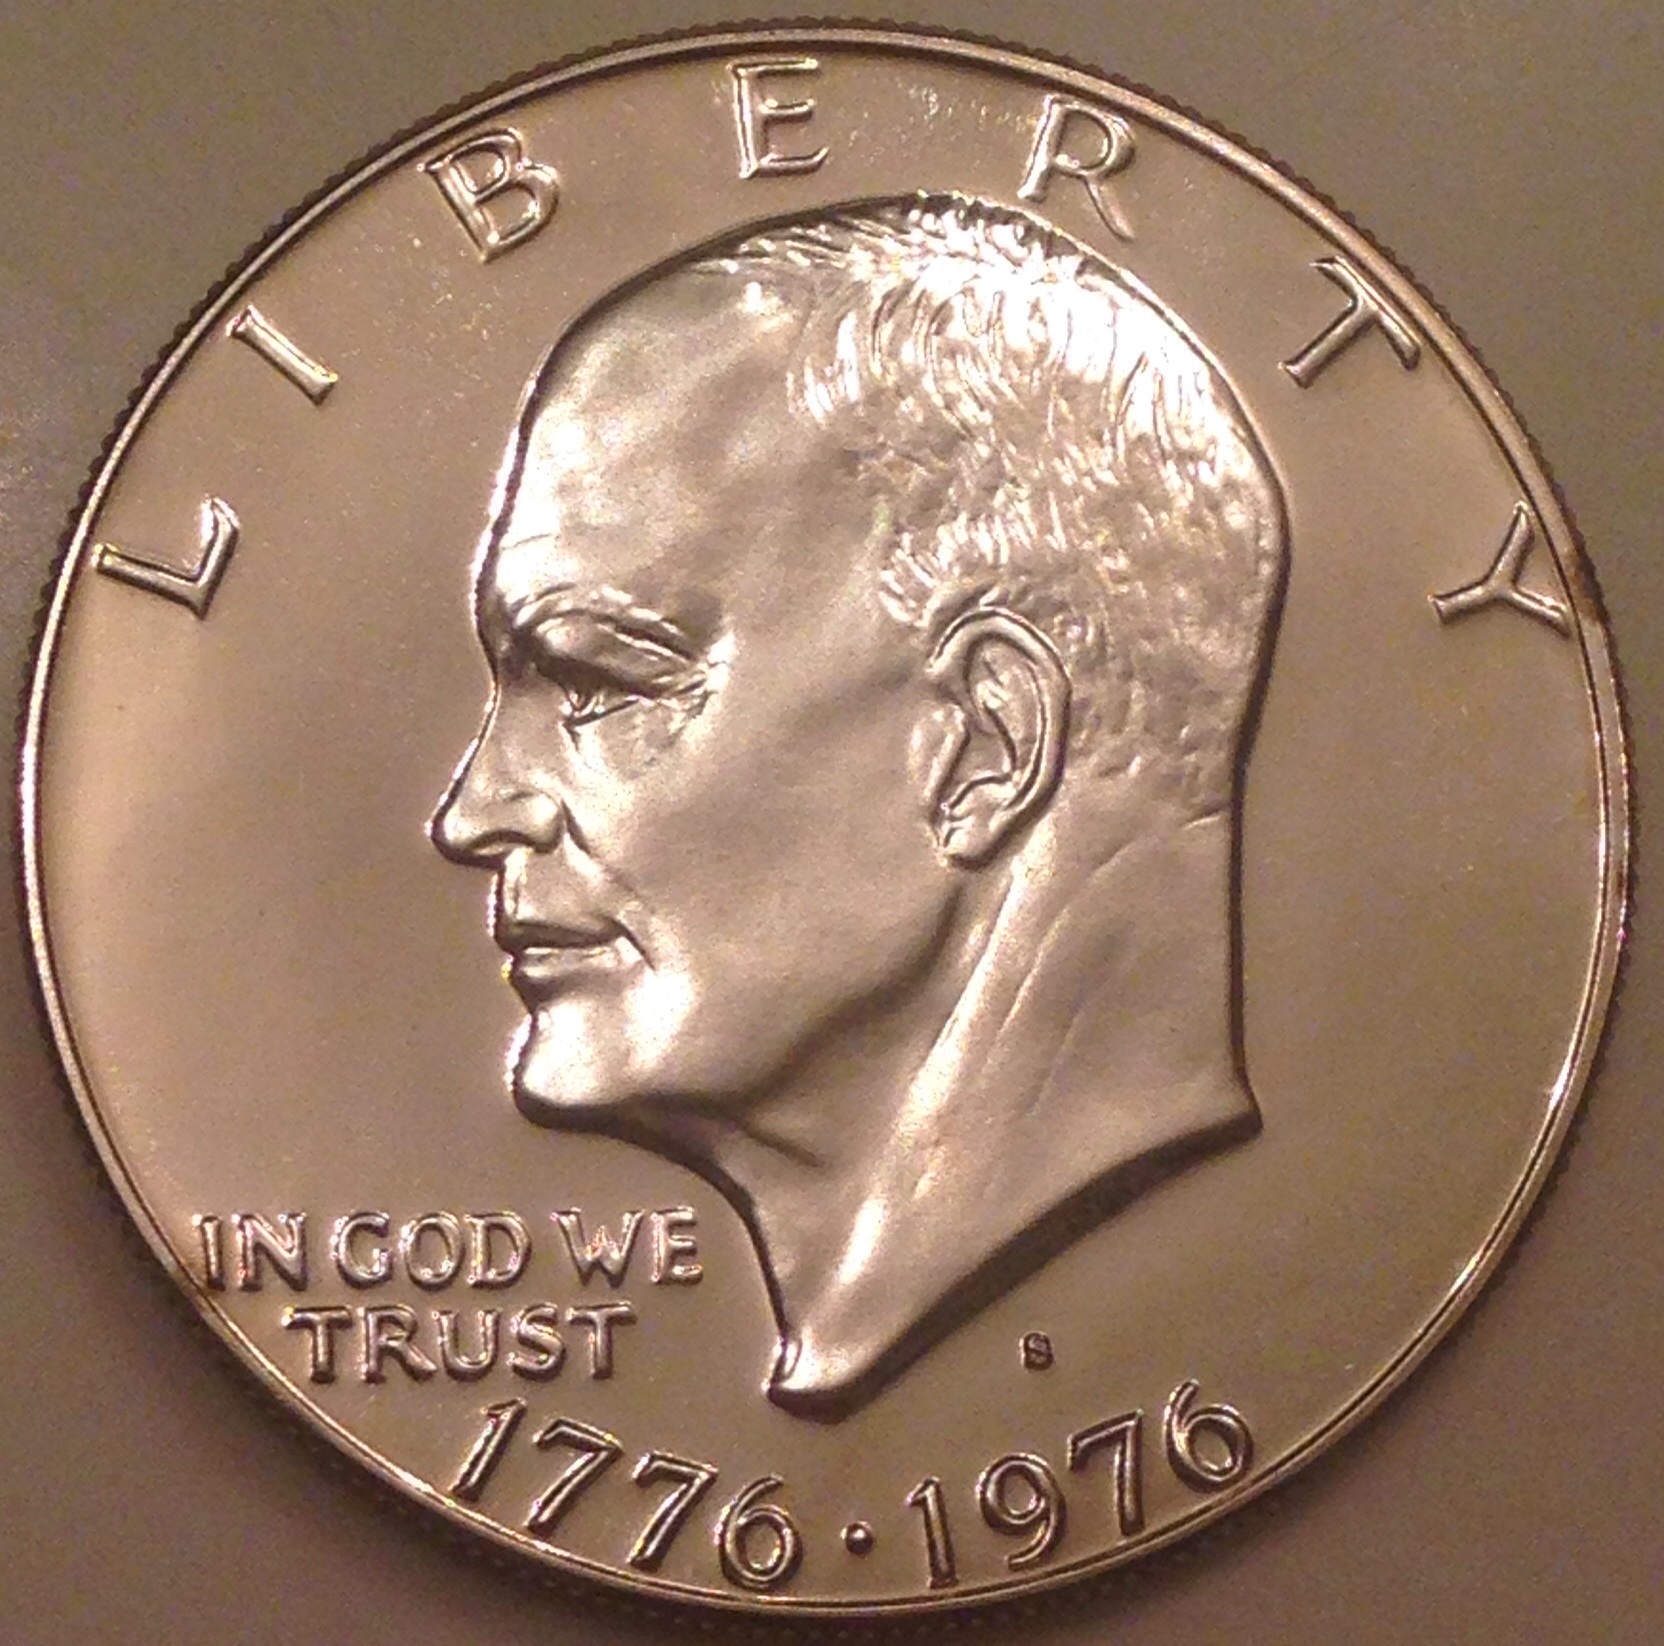 LIBERTY
IN GOD WE
TRUST
S
1776·1976